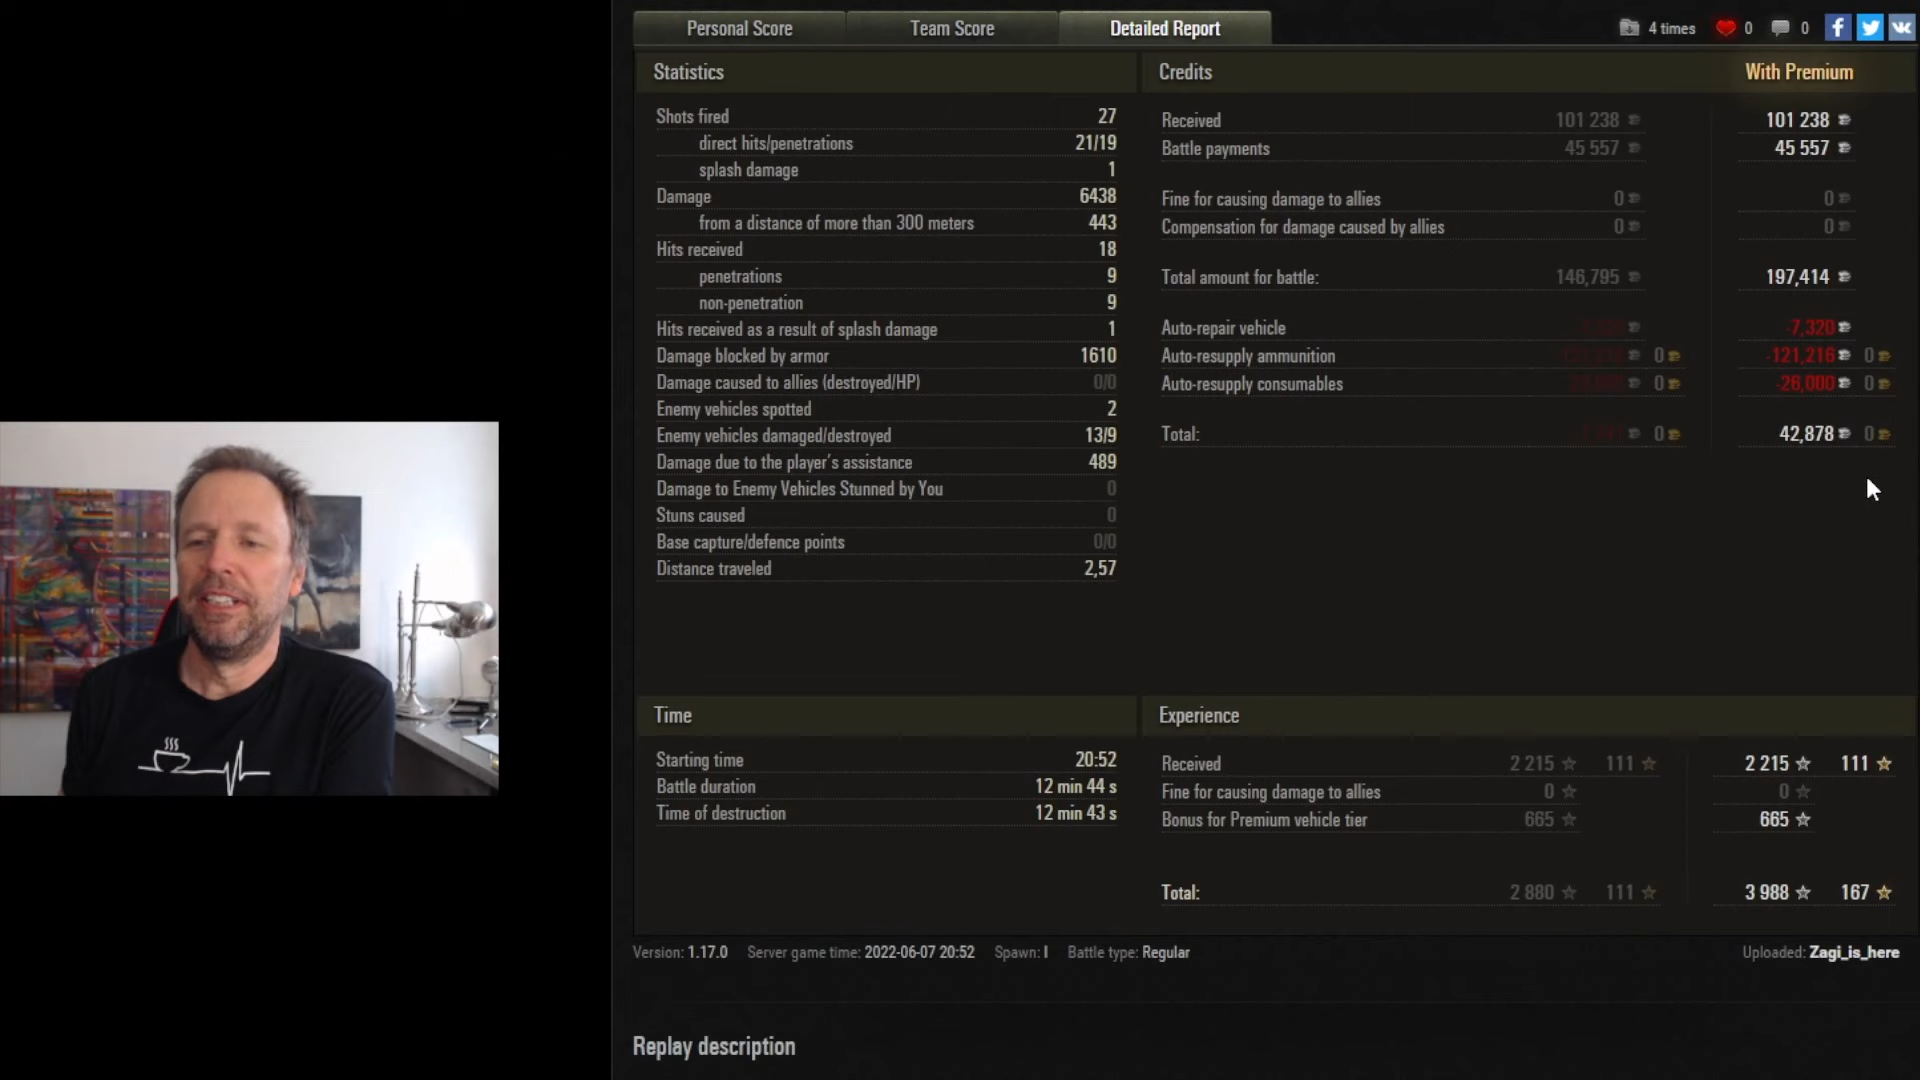 Personal Score Team Score Detailed Report 4 times 0 0
Statistics
Shots fired 27
direct hits/penetrations 21/19
splash damage 1
Damage 6438
from a distance of more than 300 meters 443
Hits received 18
penetrations 9
non-penetration 9
Hits received as a result of splash damage 1
Damage blocked by armor 1610
Damage caused to allies (destroyed/HP) 0/0
Enemy vehicles spotted 2
Enemy vehicles damaged/destroyed 13/9
Damage due to the player's assistance 489
Damage to Enemy Vehicles Stunned by You 0
Stuns caused 0
Base capture/defence points 0/0
Distance traveled 2,57
Credits With Premium
Received 101 238 101 238
Battle payments 45 557 45 557
Fine for causing damage to allies 0 0
Compensation for damage caused by allies 0 0
Total amount for battle: 146,795 197,414
Auto-repair vehicle -7,320
Auto-resupply ammunition 0 -121,216 0
Auto-resupply consumables 0 -26,000 0
Total: 0 42,878 0
Time
Starting time 20:52
Battle duration 12 min 44 s
Time of destruction 12 min 43 s
Experience
Received 2 215 111 2 215 111
Fine for causing damage to allies 0 0
Bonus for Premium vehicle tier 665 665
Total: 2 880 111 3 988 167
Version: 1.17.0 Server game time: 2022-06-07 20:52 Spawn: I Battle type: Regular Uploaded: Zagi_is_here
Replay description